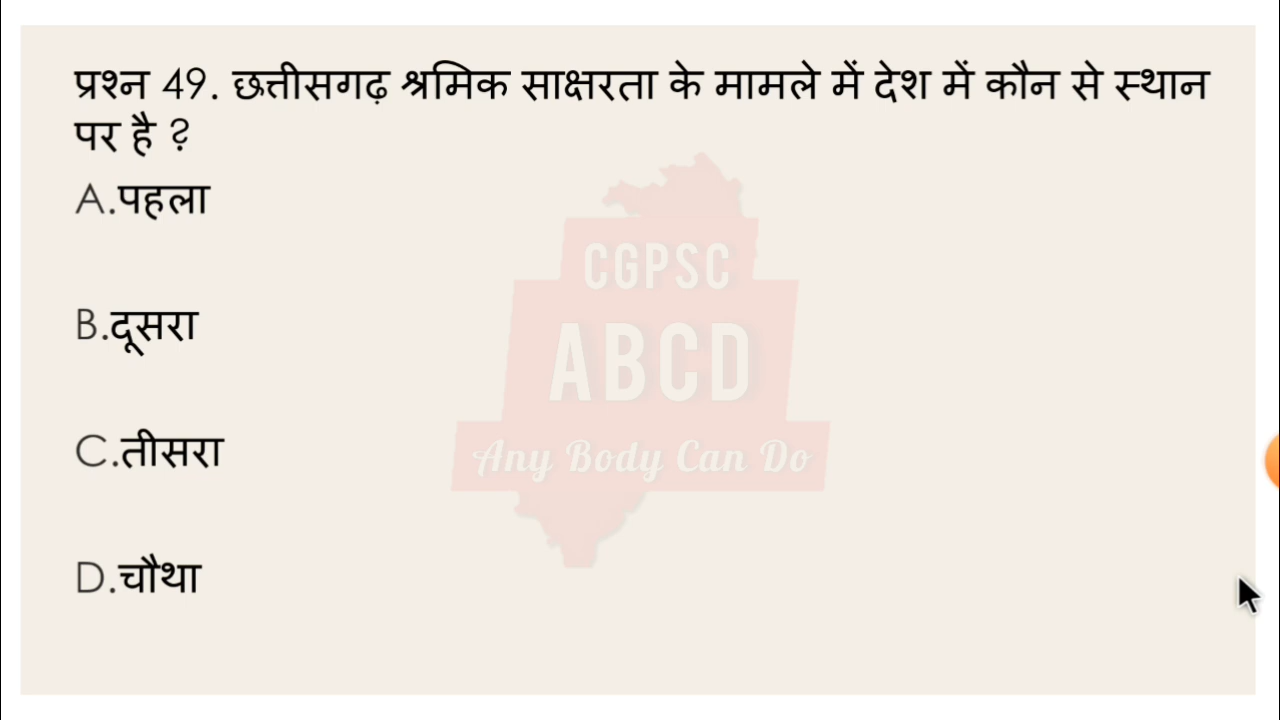 प्रश्न 49. छत्तीसगढ़ श्रमिक साक्षरता के मामले में देश में कौन से स्थान
पर है ?
A.पहला
B.दूसरा
C.तीसरा
D.चौथा
CGPSC
ABCD
Any Body Can Do